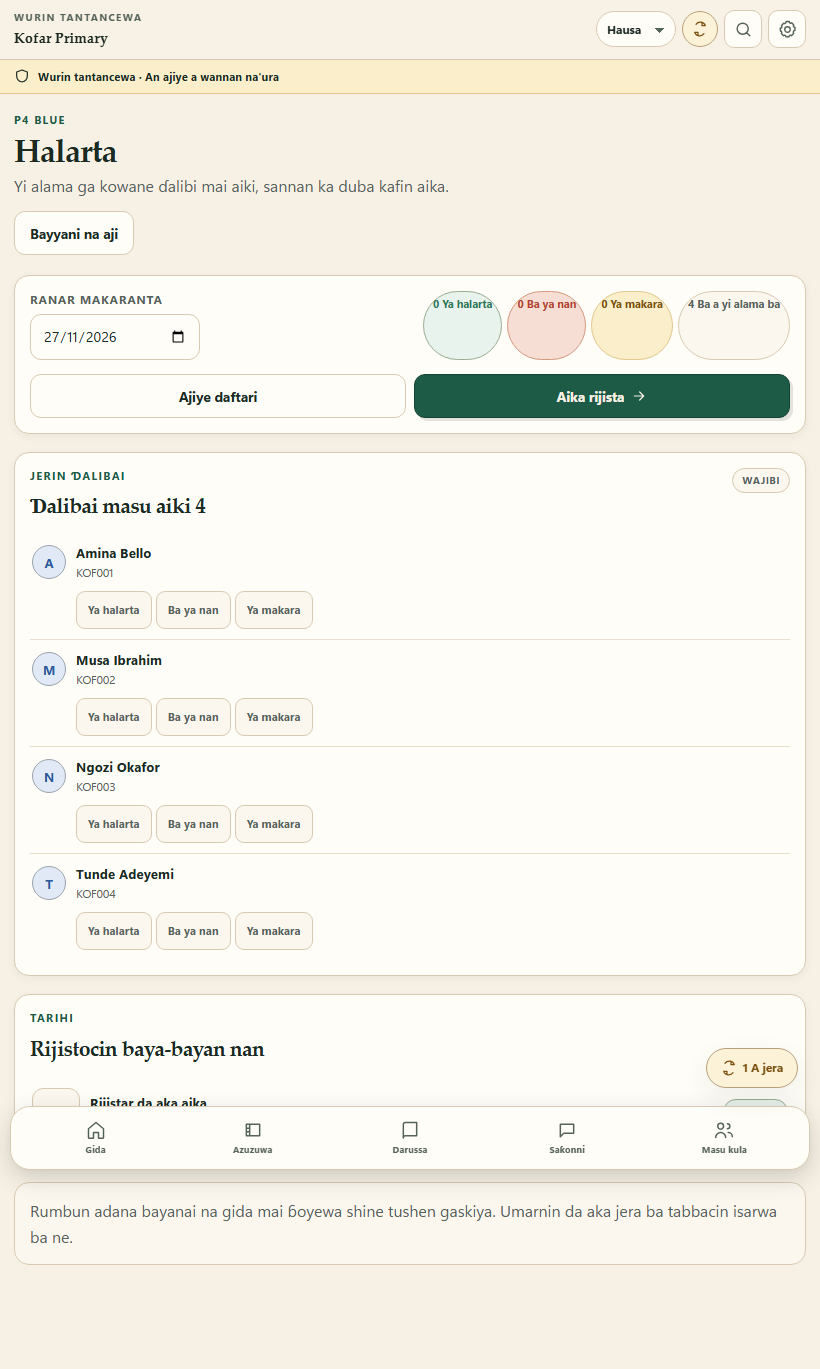 WURIN TANTANCEWA
Kofar Primary
Hausa
Wurin tantancewa · An ajiye a wannan na'ura
P4 BLUE
Halarta
Yi alama ga kowane ɗalibi mai aiki, sannan ka duba kafin aika.
Bayyani na aji
RANAR MAKARANTA
27/11/2026
0 Ya halarta
0 Ba ya nan
0 Ya makara
4 Ba a yi alama ba
Ajiye daftari
Aika rijista
JERIN ƊALIBAI
WAJIBI
Ɗalibai masu aiki 4
A
Amina Bello
KOF001
Ya halarta
Ba ya nan
Ya makara
M
Musa Ibrahim
KOF002
Ya halarta
Ba ya nan
Ya makara
N
Ngozi Okafor
KOF003
Ya halarta
Ba ya nan
Ya makara
T
Tunde Adeyemi
KOF004
Ya halarta
Ba ya nan
Ya makara
TARIHI
Rijistocin baya-bayan nan
1 A jera
Rijistar da aka aika
Gida
Azuzuwa
Darussa
Saƙonni
Masu kula
Rumbun adana bayanai na gida mai ɓoyewa shine tushen gaskiya. Umarnin da aka jera ba tabbacin isarwa
ba ne.